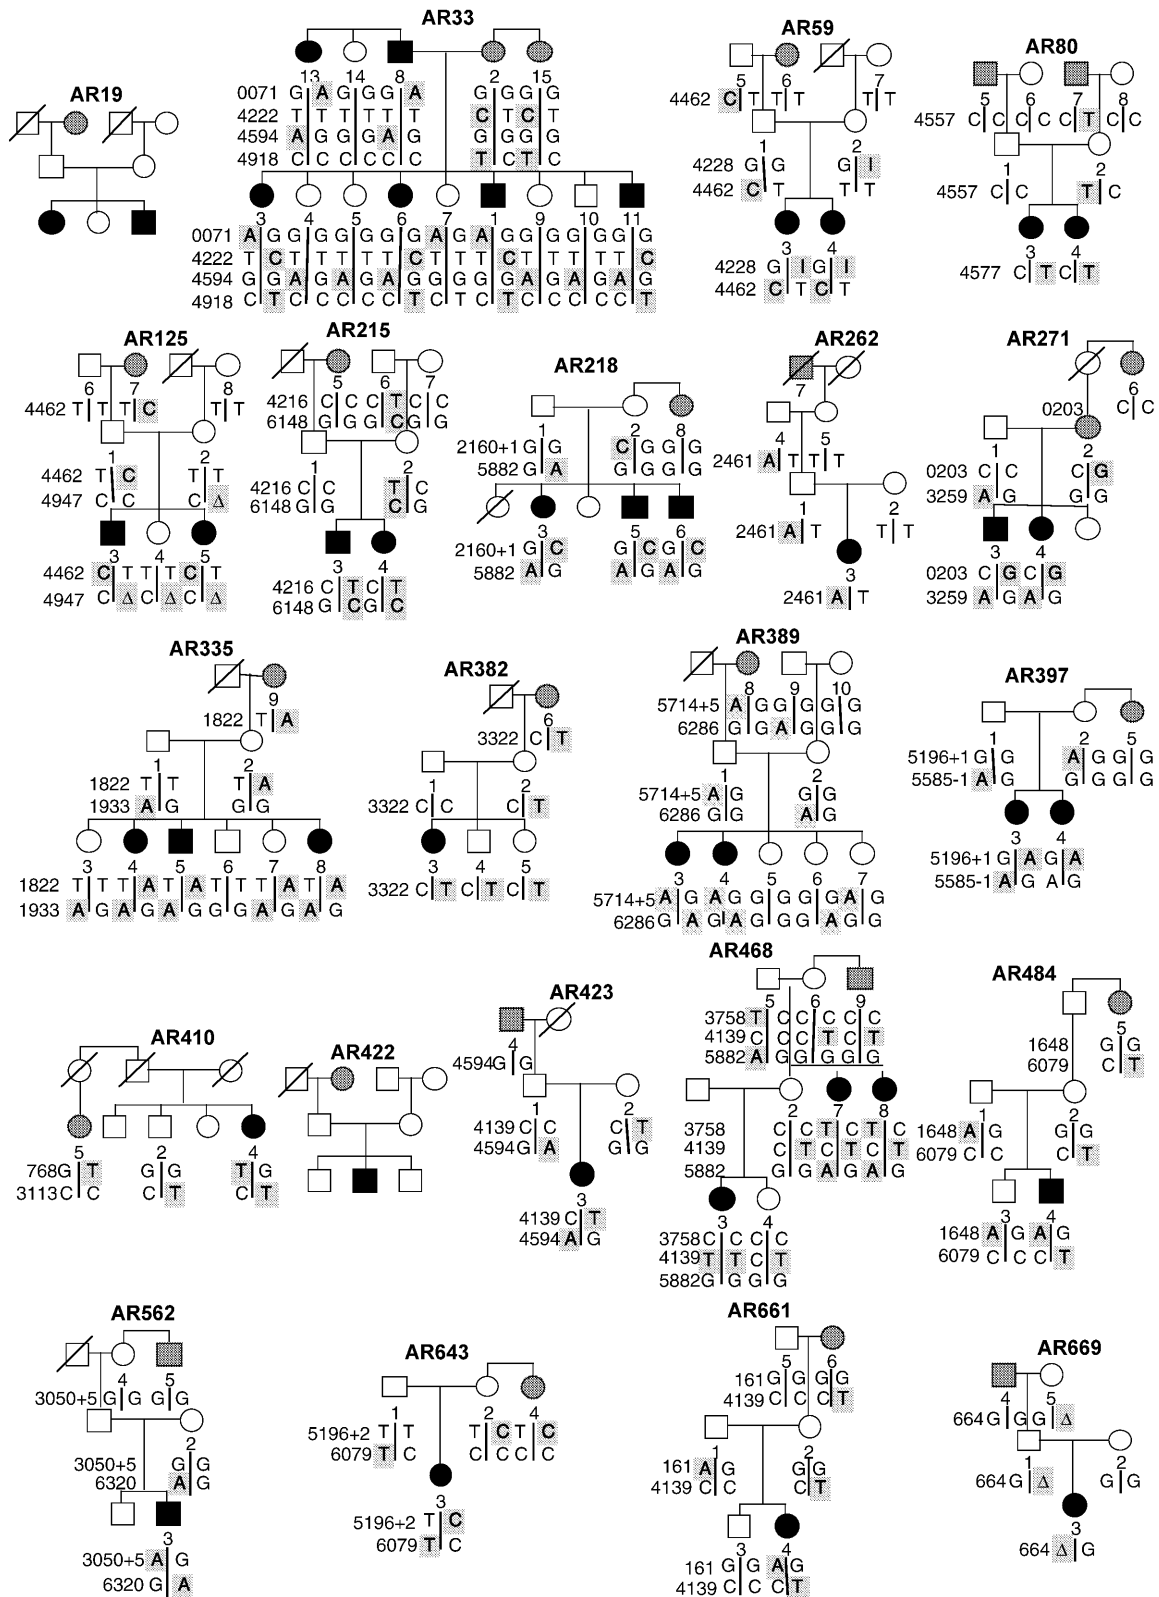 AR19
AR33
13 14 8 2 15
0071 G A G G G A G G G G
4222 T T T T T T C T C T
4594 A G G G A G G G G G
4918 C C C C C C T C T C
3 4 5 6 7 1 9 10 11
0071 A G G G G G G G A G A G G G G G G G
4222 T C T T T T T C T T T C T T T T T C
4594 G G A G A G A G G G G G A G A G A G
4918 C T C C C C C T C T C T C C C C C T
AR59
5 6 7
4462 C T T T T T
1 2
4228 G G G I
4462 C T T T
3 4
4228 G I G I
4462 C T C T
AR80
5 6 7 8
4557 C C C C C T C C
1 2
4557 C C T C
3 4
4577 C T C T
AR125
6 7 8
4462 T T T C T T
1 2
4462 T C T T
4947 C C C Δ
3 4 5
4462 C T T T C T
4947 C Δ C Δ C Δ
AR215
5 6 7
4216 C C C T C C
6148 G G G C G G
1 2
4216 C C T C
6148 G G C G
3 4
4216 C T C T
6148 G C G C
AR218
1 2 8
2160+1 G G C G G G
5882 G A G G G G
3 5 6
2160+1 G C G C G C
5882 A G A G A G
AR262
7
4 5
2461 A T T T
1 2
2461 A T T T
3
2461 A T
AR271
6
0203 C C
1 2
0203 C C C G
3259 A G G G
3 4
0203 C G C G
3259 A G A G
AR335
9
1822 T A
1 2
1822 T T T A
1933 A G G G
3 4 5 6 7 8
1822 T T T A T A T T T A T A
1933 A G A G A G G G A G A G
AR382
6
3322 C T
1 2
3322 C C C T
3 4 5
3322 C T C T C T
AR389
8 9 10
5714+5 A G G G G G
6286 G G A G G G
1 2
5714+5 A G G G
6286 G G A G
3 4 5 6 7
5714+5 A G A G G G G G A G
6286 G A G A G G G A G G
AR397
1 2 5
5196+1 G G A G G G
5585-1 A G G G G G
3 4
5196+1 G A G A
5585-1 A G A G
AR410
5 2 4
768 G T G G T G
3113 C C C T C T
AR422
AR423
4
4594 G G
1 2
4139 C C C T
4594 G A G G
3
4139 C T
4594 A G
AR468
5 6 9
3758 T C C C C C
4139 C C C T C T
5882 A G G G G G
2 7 8
3758 C C T C T C
4139 C T C T C T
5882 G G A G A G
3 4
3758 C C C C
4139 T T C T
5882 G G G G
AR484
5
1648 G G
6079 C T
1 2
1648 A G G G
6079 C C C T
3 4
1648 A G A G
6079 C C C T
AR562
4 5
3050+5 G G G G
2
3050+5 G G
6320 A G
3
3050+5 A G
6320 G A
AR643
1 2 4
5196+2 T T T C T C
6079 T C C C C C
3
5196+2 T C
6079 T C
AR661
5 6
161 G G G G
4139 C C C T
1 2
161 A G G G
4139 C C C T
3 4
161 G G A G
4139 C C C T
AR669
4 5
664 G G G Δ
1 2
664 G Δ G G
3
664 Δ G